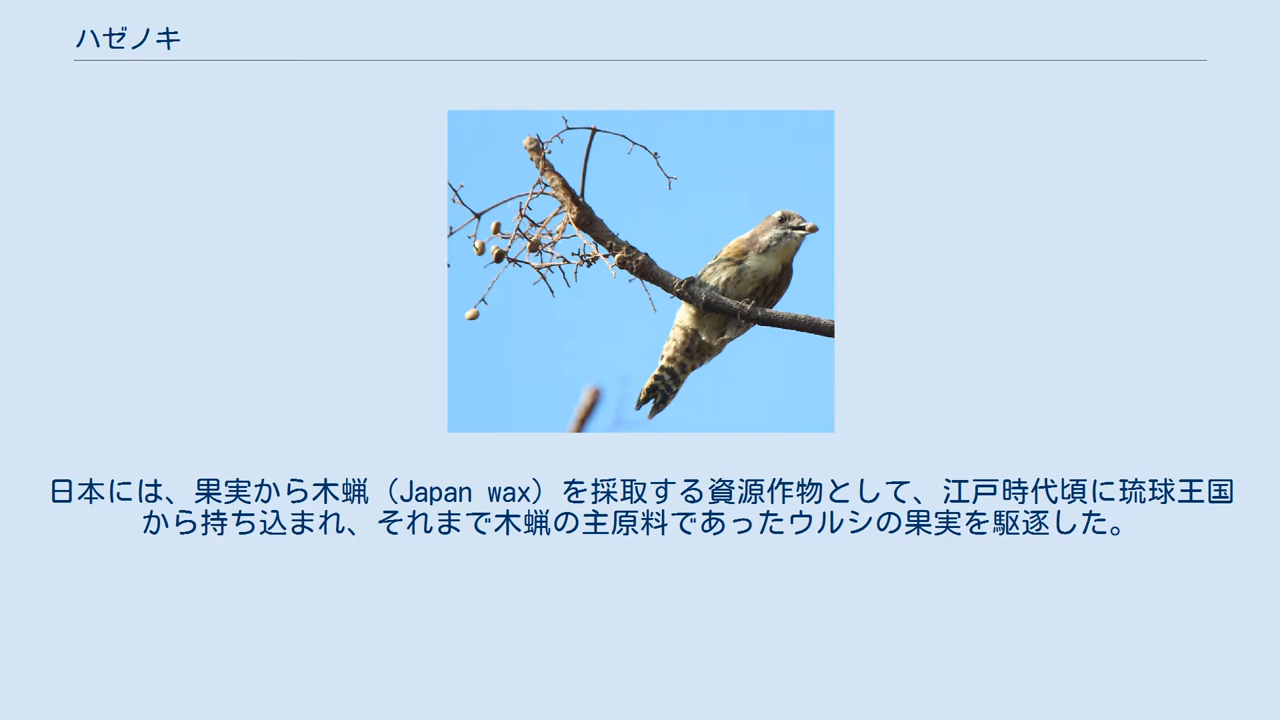 ハゼノキ
日本には、果実から木蝋（Japan wax）を採取する資源作物として、江戸時代頃に琉球王国
から持ち込まれ、それまで木蝋の主原料であったウルシの果実を駆逐した。